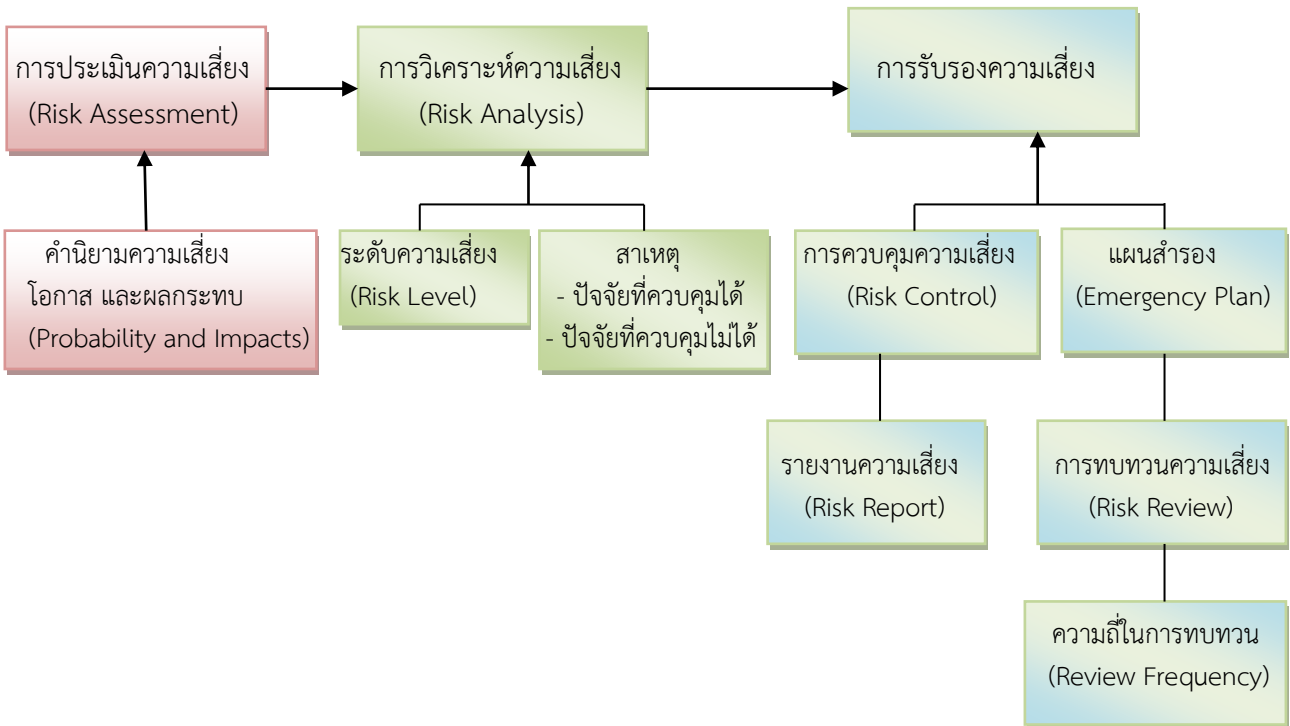 การประเมินความเสี่ยง
(Risk Assessment)
การวิเคราะห์ความเสี่ยง
(Risk Analysis)
การรับรองความเสี่ยง
คำนิยามความเสี่ยง
โอกาส และผลกระทบ
(Probability and Impacts)
ระดับความเสี่ยง
(Risk Level)
สาเหตุ
- ปัจจัยที่ควบคุมได้
- ปัจจัยที่ควบคุมไม่ได้
การควบคุมความเสี่ยง
(Risk Control)
แผนสำรอง
(Emergency Plan)
รายงานความเสี่ยง
(Risk Report)
การทบทวนความเสี่ยง
(Risk Review)
ความถี่ในการทบทวน
(Review Frequency)